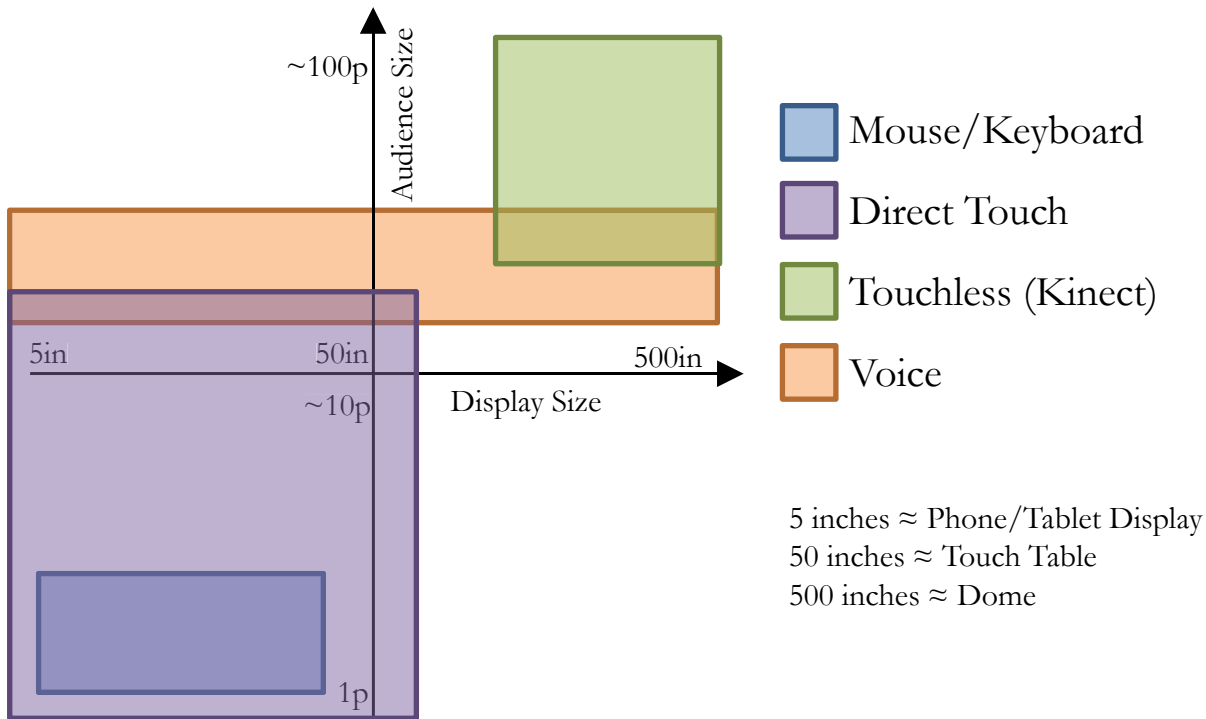 ~100p
Audience Size
5in
50in
500in
~10p
Display Size
1p
Mouse/Keyboard
Direct Touch
Touchless (Kinect)
Voice
5 inches ≈ Phone/Tablet Display
50 inches ≈ Touch Table
500 inches ≈ Dome